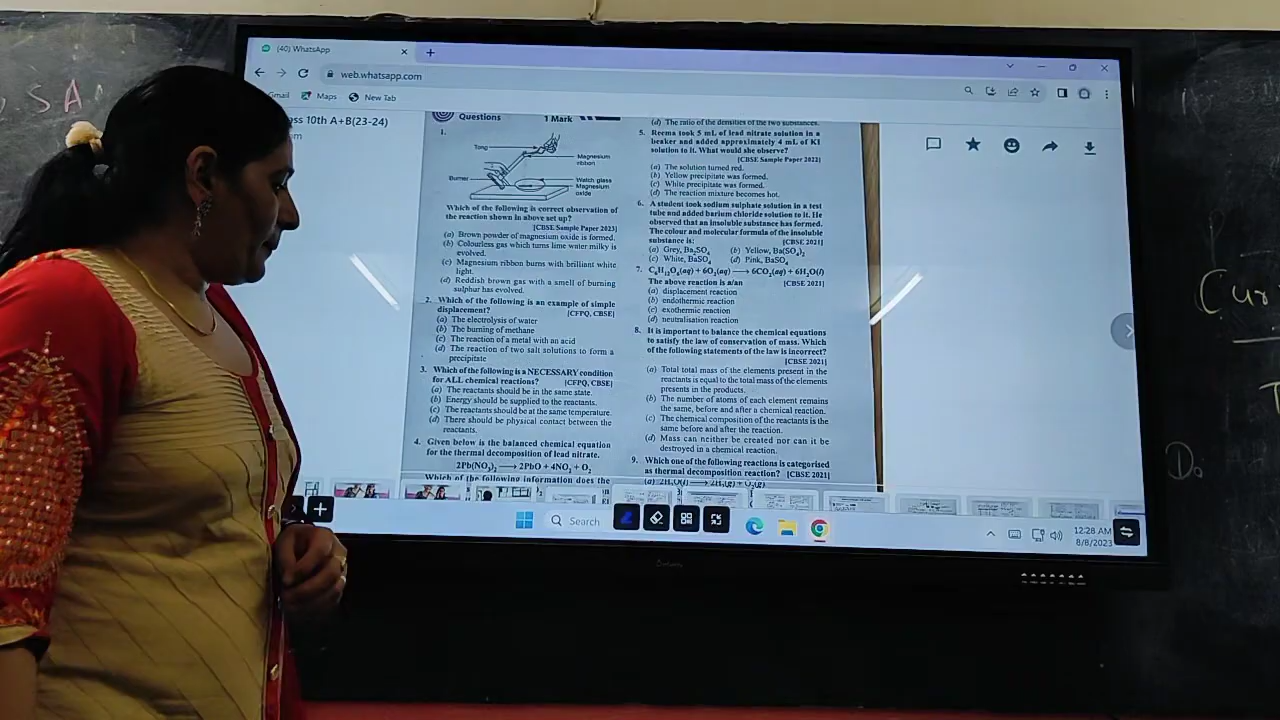 (40) WhatsApp
web.whatsapp.com
Gmail Maps New Tab
10th A+B(23-24)
Questions 1 Mark
1.
Tong
Magnesium
ribbon
Burner
Watch glass
Magnesium
oxide
Which of the following is correct observation of
the reaction shown in above set up?
[CBSE Sample Paper 2023]
(a) Brown powder of magnesium oxide is formed.
(b) Colourless gas which turns lime water milky is
evolved.
(c) Magnesium ribbon burns with brilliant white
light.
(d) Reddish brown gas with a smell of burning
sulphur has evolved.
2. Which of the following is an example of simple
displacement? [CFPQ, CBSE]
(a) The electrolysis of water
(b) The burning of methane
(c) The reaction of a metal with an acid
(d) The reaction of two salt solutions to form a
precipitate
3. Which of the following is a NECESSARY condition
for ALL chemical reactions? [CFPQ, CBSE]
(a) The reactants should be in the same state.
(b) Energy should be supplied to the reactants.
(c) The reactants should be at the same temperature.
(d) There should be physical contact between the
reactants.
4. Given below is the balanced chemical equation
for the thermal decomposition of lead nitrate.
2Pb(NO₃)₂ ⟶ 2PbO + 4NO₂ + O₂
Which of the following information does the
(d) The ratio of the densities of the two substances.
5. Reema took 5 mL of lead nitrate solution in a
beaker and added approximately 4 mL of KI
solution to it. What would she observe?
[CBSE Sample Paper 2022]
(a) The solution turned red.
(b) Yellow precipitate was formed.
(c) White precipitate was formed.
(d) The reaction mixture becomes hot.
6. A student took sodium sulphate solution in a test
tube and added barium chloride solution to it. He
observed that an insoluble substance has formed.
The colour and molecular formula of the insoluble
substance is: [CBSE 2021]
(a) Grey, Ba₂SO₄ (b) Yellow, Ba(SO₄)₂
(c) White, BaSO₄ (d) Pink, BaSO₄
7. C₆H₁₂O₆(aq) + 6O₂(aq) ⟶ 6CO₂(aq) + 6H₂O(l)
The above reaction is a/an [CBSE 2021]
(a) displacement reaction
(b) endothermic reaction
(c) exothermic reaction
(d) neutralisation reaction
8. It is important to balance the chemical equations
to satisfy the law of conservation of mass. Which
of the following statements of the law is incorrect?
[CBSE 2021]
(a) Total total mass of the elements present in the
reactants is equal to the total mass of the elements
presents in the products.
(b) The number of atoms of each element remains
the same, before and after a chemical reaction.
(c) The chemical composition of the reactants is the
same before and after the reaction.
(d) Mass can neither be created nor can it be
destroyed in a chemical reaction.
9. Which one of the following reactions is categorised
as thermal decomposition reaction? [CBSE 2021]
(a) 2H₂O(l) ⟶ 2H₂(g) + O₂(g)
Search
12:28 AM
8/8/2023